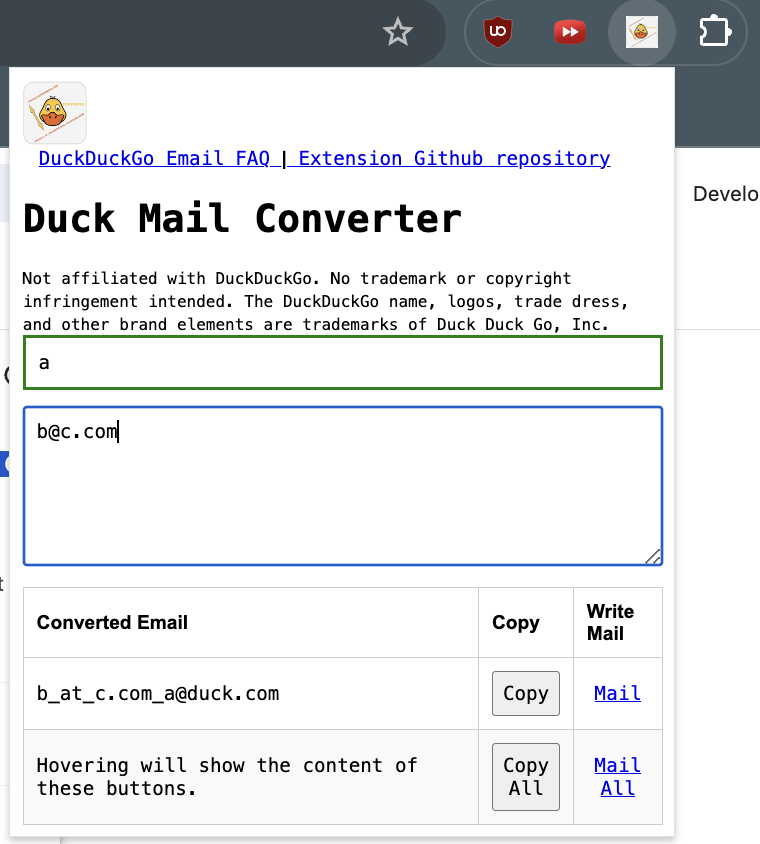 UO
DuckDuckGo Email FAQ | Extension Github repository
Develo
Duck Mail Converter
Not affiliated with DuckDuckGo. No trademark or copyright
infringement intended. The DuckDuckGo name, logos, trade dress,
and other brand elements are trademarks of Duck Duck Go, Inc.
a
b@c.com
Converted Email Copy Write
Mail
b_at_c.com_a@duck.com Copy Mail
Hovering will show the content of
these buttons.
Copy
All
Mail
All